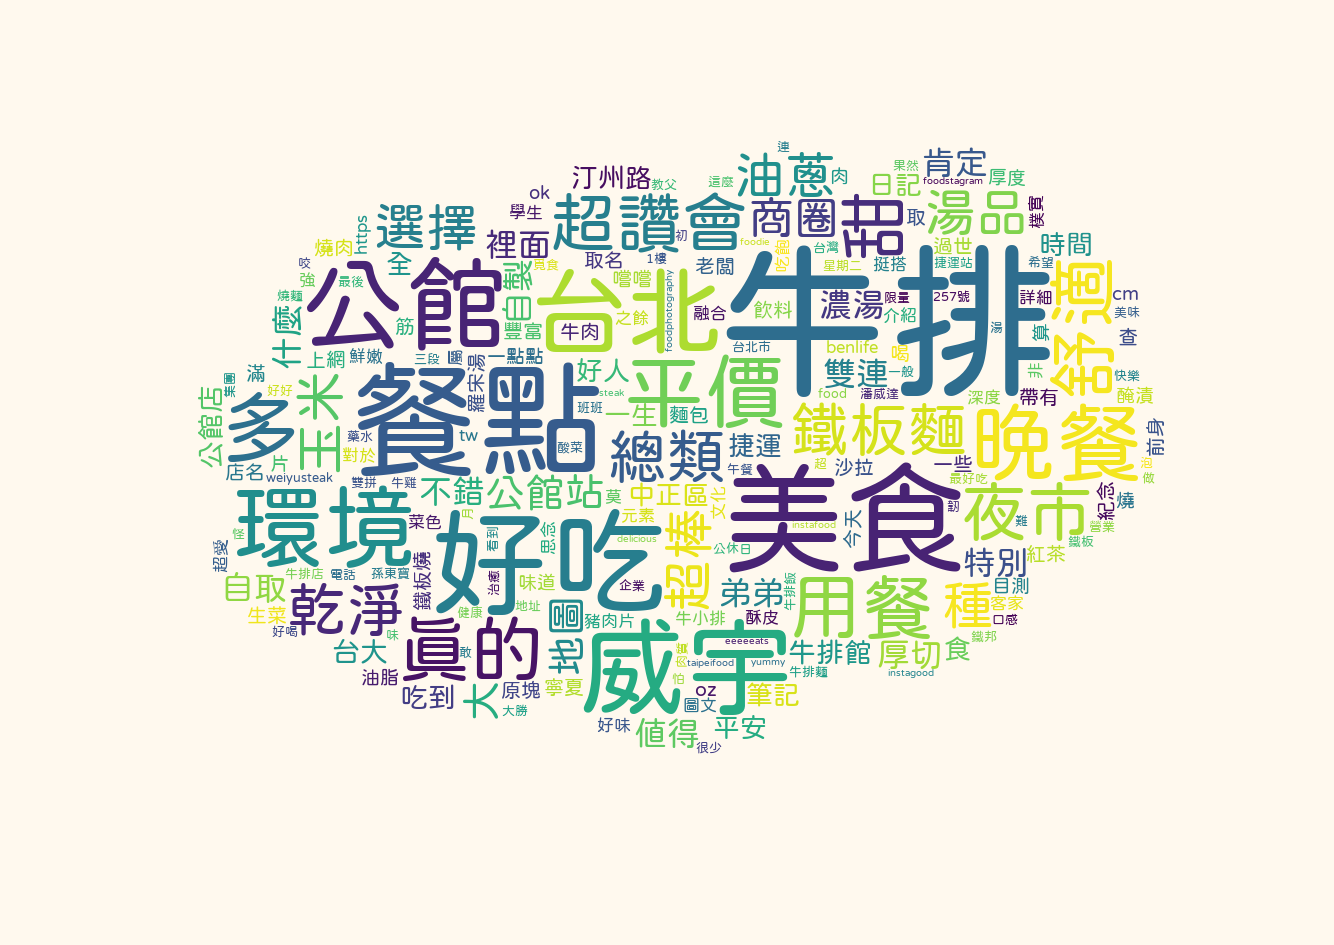 連
油蔥
肉
果然
肯定
foodstagram
汀州路
教父
這麼
日記
厚度
ok
學生
選擇
https
超讚
會
初
商圈
foodie
甜
取
湯品
樸實
燒肉
全
裡面
取名
1樓
老闆
吃飽
台灣
星期二
挺搭
過世
捷運站
時間
希望
咬
強
最後
公館
自製
覓食
嚐嚐
台北
foodphotography
牛排
舒適
cm
美味
燒麵
什麼
筋
豐富
牛肉
之餘
融合
飲料
濃湯
限量
介紹
257號
詳細
湯
算
查
上網
鮮嫩
三段
羅宋湯
一點點
台北市
benlife
喝
非
快樂
滿
好好
餐點
好人
平價
雙連
一般
深度
帶有
醃漬
公館店
多
玉米
藥水
對於
tw
酸菜
班班
steak
一生
麵包
food
潘威達
鐵板麵
晚餐
前身
店名
片
weiyusteak
總類
捷運
午餐
超
沙拉
一些
最好吃
雙拼
牛雞
不錯
公館站
莫
中正區
文化
美食
韌
夜市
難
紀念
燒
做
環境
菜色
月
元素
instafood
今天
鐵板
營業
怪
超愛
好吃
看到
思念
delicious
超棒
公休日
特別
紅茶
牛排店
電話
孫東寶
鐵板燒
治癒
味道
企業
弟弟
牛排飯
目測
自取
生菜
乾淨
健康
地址
豬肉片
牛小排
酥皮
用餐
種
客家
口感
好喝
味
真的
敢
地圖
威宇
eeeeeats
鐵邦
台大
油脂
taipeifood
yummy
牛排館
牛排麵
厚切
食
instagood
吃到
大
原塊
寧夏
怕
oz
筆記
大勝
圖文
好味
值得
很少
平安